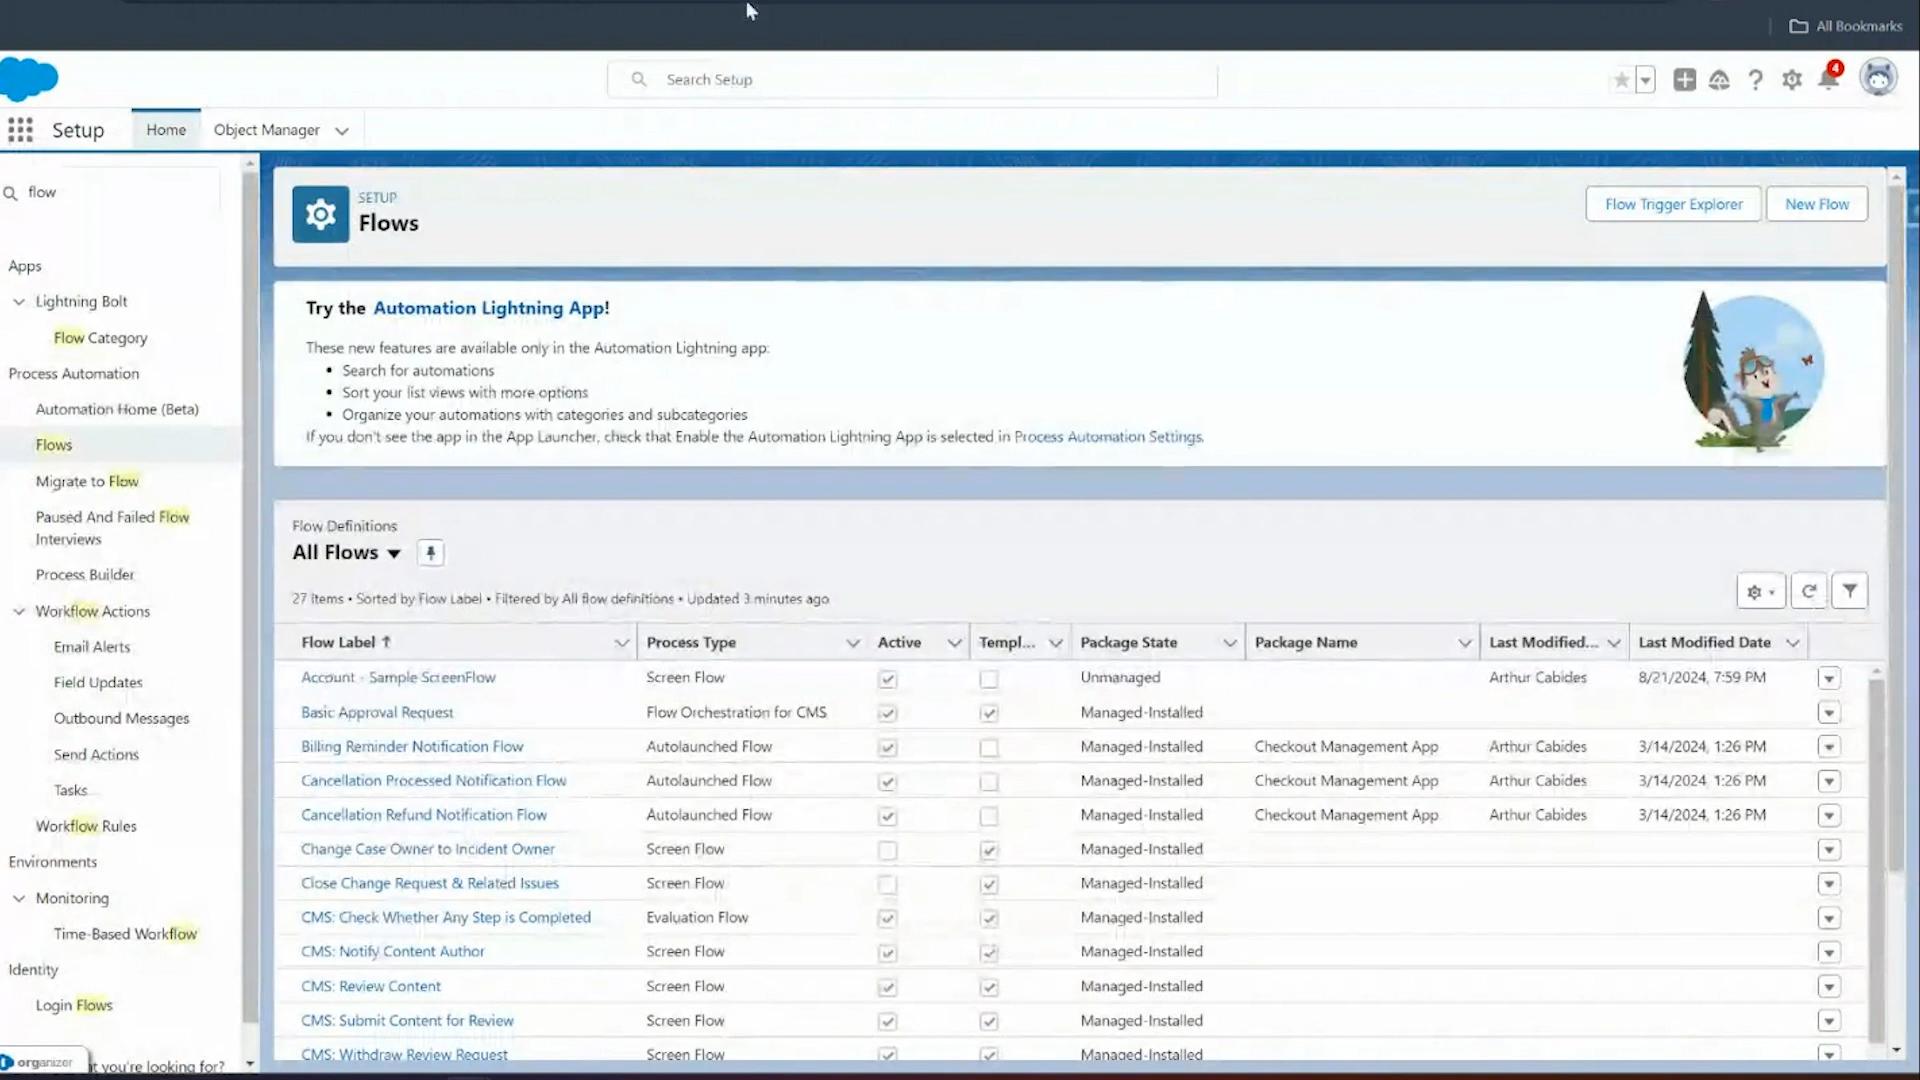 All Bookmarks
Search Setup
4
Setup
Home
Object Manager
flow
Apps
Lightning Bolt
Flow Category
Process Automation
Automation Home (Beta)
Flows
Migrate to Flow
Paused And Failed Flow
Interviews
Process Builder
Workflow Actions
Email Alerts
Field Updates
Outbound Messages
Send Actions
Tasks
Workflow Rules
Environments
Monitoring
Time-Based Workflow
Identity
Login Flows
organizer
t you're looking for?
SETUP
Flows
Flow Trigger Explorer
New Flow
Try the Automation Lightning App!
These new features are available only in the Automation Lightning app:
• Search for automations
• Sort your list views with more options
• Organize your automations with categories and subcategories
If you don't see the app in the App Launcher, check that Enable the Automation Lightning App is selected in Process Automation Settings.
Flow Definitions
All Flows
27 items • Sorted by Flow Label • Filtered by All flow definitions • Updated 3 minutes ago
Flow Label ↑ Process Type Active Templ... Package State Package Name Last Modified... Last Modified Date
Account - Sample ScreenFlow Screen Flow Unmanaged Arthur Cabides 8/21/2024, 7:59 PM
Basic Approval Request Flow Orchestration for CMS Managed-Installed
Billing Reminder Notification Flow Autolaunched Flow Managed-Installed Checkout Management App Arthur Cabides 3/14/2024, 1:26 PM
Cancellation Processed Notification Flow Autolaunched Flow Managed-Installed Checkout Management App Arthur Cabides 3/14/2024, 1:26 PM
Cancellation Refund Notification Flow Autolaunched Flow Managed-Installed Checkout Management App Arthur Cabides 3/14/2024, 1:26 PM
Change Case Owner to Incident Owner Screen Flow Managed-Installed
Close Change Request & Related Issues Screen Flow Managed-Installed
CMS: Check Whether Any Step is Completed Evaluation Flow Managed-Installed
CMS: Notify Content Author Screen Flow Managed-Installed
CMS: Review Content Screen Flow Managed-Installed
CMS: Submit Content for Review Screen Flow Managed-Installed
CMS: Withdraw Review Request Screen Flow Managed-Installed